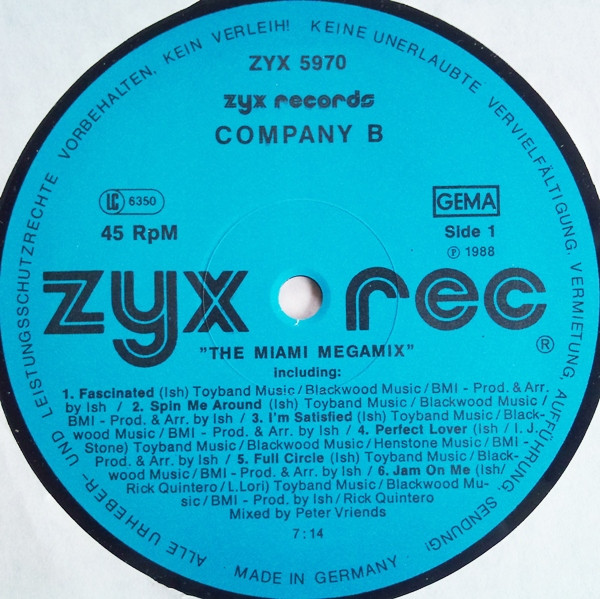 ALLE URHEBER- UND LEISTUNGSSCHUTZRECHTE VORBEHALTEN, KEIN VERLEIH! KEINE UNERLAUBTE VERVIELFÄLTIGUNG, VERMIETUNG, AUFFÜHRUNG, SENDUNG!
ZYX 5970
zyx records
COMPANY B
LC 6350
GEMA
45 RpM
Side 1
Ⓟ 1988
zyx rec
®
"THE MIAMI MEGAMIX"
including:
1. Fascinated (Ish) Toyband Music/Blackwood Music/BMI - Prod. & Arr.
by Ish / 2. Spin Me Around (Ish) Toyband Music/Blackwood Music/
BMI - Prod. & Arr. by Ish / 3. I'm Satisfied (Ish) Toyband Music/Black-
wood Music/BMI - Prod. & Arr. by Ish / 4. Perfect Lover (Ish / I. J.
Stone) Toyband Music/Blackwood Music/Henstone Music/BMI -
Prod. & Arr. by Ish / 5. Full Circle (Ish) Toyband Music/Black-
wood Music/BMI - Prod. & Arr. by Ish / 6. Jam On Me (Ish/
Rick Quintero/L.Lori) Toyband Music/Blackwood Mu-
sic/BMI - Prod. by Ish/Rick Quintero
Mixed by Peter Vriends
7:14
MADE IN GERMANY